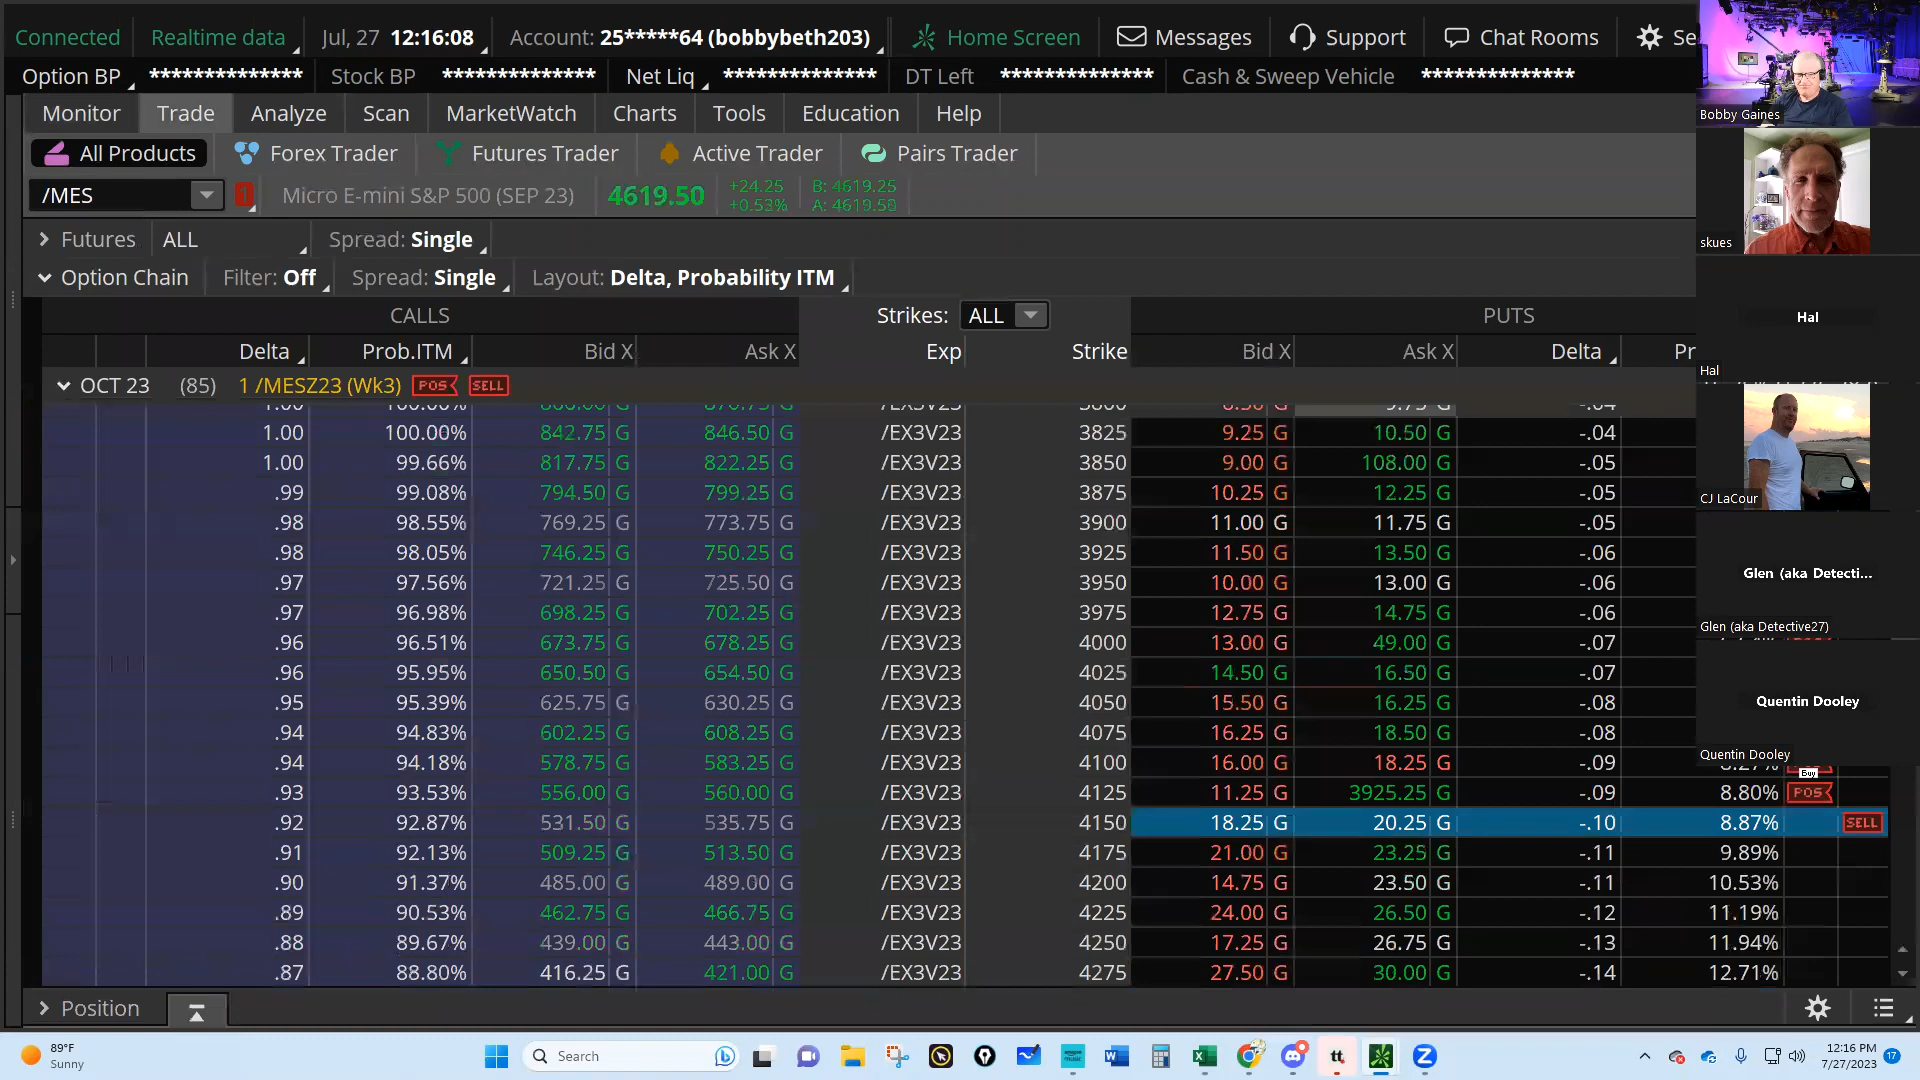 Connected Realtime data Jul, 27 12:16:08 Account: 25*****64 (bobbybeth203) Home Screen Messages Support Chat Rooms Se
Option BP ************** Stock BP ************** Net Liq ************** DT Left ************** Cash & Sweep Vehicle **************
Bobby Gaines
Monitor Trade Analyze Scan MarketWatch Charts Tools Education Help
All Products Forex Trader Futures Trader Active Trader Pairs Trader
/MES 1 Micro E-mini S&P 500 (SEP 23) 4619.50 +24.25 +0.53% B: 4619.25 A: 4619.50
Futures ALL Spread: Single
skues
Option Chain Filter: Off Spread: Single Layout: Delta, Probability ITM
CALLS Strikes: ALL PUTS
Hal
Delta Prob.ITM Bid X Ask X Exp Strike Bid X Ask X Delta Pr
Hal
OCT 23 (85) 1 /MESZ23 (Wk3) POS SELL
1.00 100.00% 842.75 G 846.50 G /EX3V23 3825 9.25 G 10.50 G -.04
1.00 99.66% 817.75 G 822.25 G /EX3V23 3850 9.00 G 108.00 G -.05
.99 99.08% 794.50 G 799.25 G /EX3V23 3875 10.25 G 12.25 G -.05
CJ LaCour
.98 98.55% 769.25 G 773.75 G /EX3V23 3900 11.00 G 11.75 G -.05
.98 98.05% 746.25 G 750.25 G /EX3V23 3925 11.50 G 13.50 G -.06
Glen (aka Detecti...
.97 97.56% 721.25 G 725.50 G /EX3V23 3950 10.00 G 13.00 G -.06
.97 96.98% 698.25 G 702.25 G /EX3V23 3975 12.75 G 14.75 G -.06
Glen (aka Detective27)
.96 96.51% 673.75 G 678.25 G /EX3V23 4000 13.00 G 49.00 G -.07
.96 95.95% 650.50 G 654.50 G /EX3V23 4025 14.50 G 16.50 G -.07
.95 95.39% 625.75 G 630.25 G /EX3V23 4050 15.50 G 16.25 G -.08
Quentin Dooley
.94 94.83% 602.25 G 608.25 G /EX3V23 4075 16.25 G 18.50 G -.08
Quentin Dooley
.94 94.18% 578.75 G 583.25 G /EX3V23 4100 16.00 G 18.25 G -.09
Buy
.93 93.53% 556.00 G 560.00 G /EX3V23 4125 11.25 G 3925.25 G -.09 8.80% POS
.92 92.87% 531.50 G 535.75 G /EX3V23 4150 18.25 G 20.25 G -.10 8.87% SELL
.91 92.13% 509.25 G 513.50 G /EX3V23 4175 21.00 G 23.25 G -.11 9.89%
.90 91.37% 485.00 G 489.00 G /EX3V23 4200 14.75 G 23.50 G -.11 10.53%
.89 90.53% 462.75 G 466.75 G /EX3V23 4225 24.00 G 26.50 G -.12 11.19%
.88 89.67% 439.00 G 443.00 G /EX3V23 4250 17.25 G 26.75 G -.13 11.94%
.87 88.80% 416.25 G 421.00 G /EX3V23 4275 27.50 G 30.00 G -.14 12.71%
Position
89°F
Sunny
Search
tt.
12:16 PM
7/27/2023
17